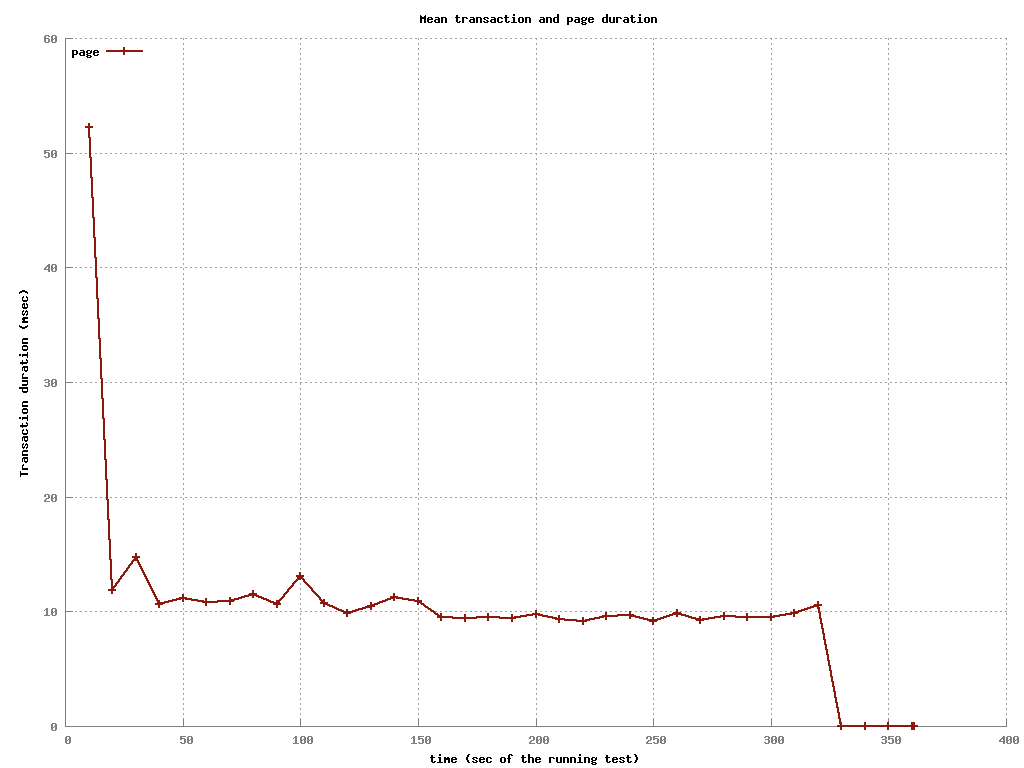 Mean transaction and page duration
page
60
50
40
30
20
10
0
Transaction duration (msec)
0 50 100 150 200 250 300 350 400
time (sec of the running test)